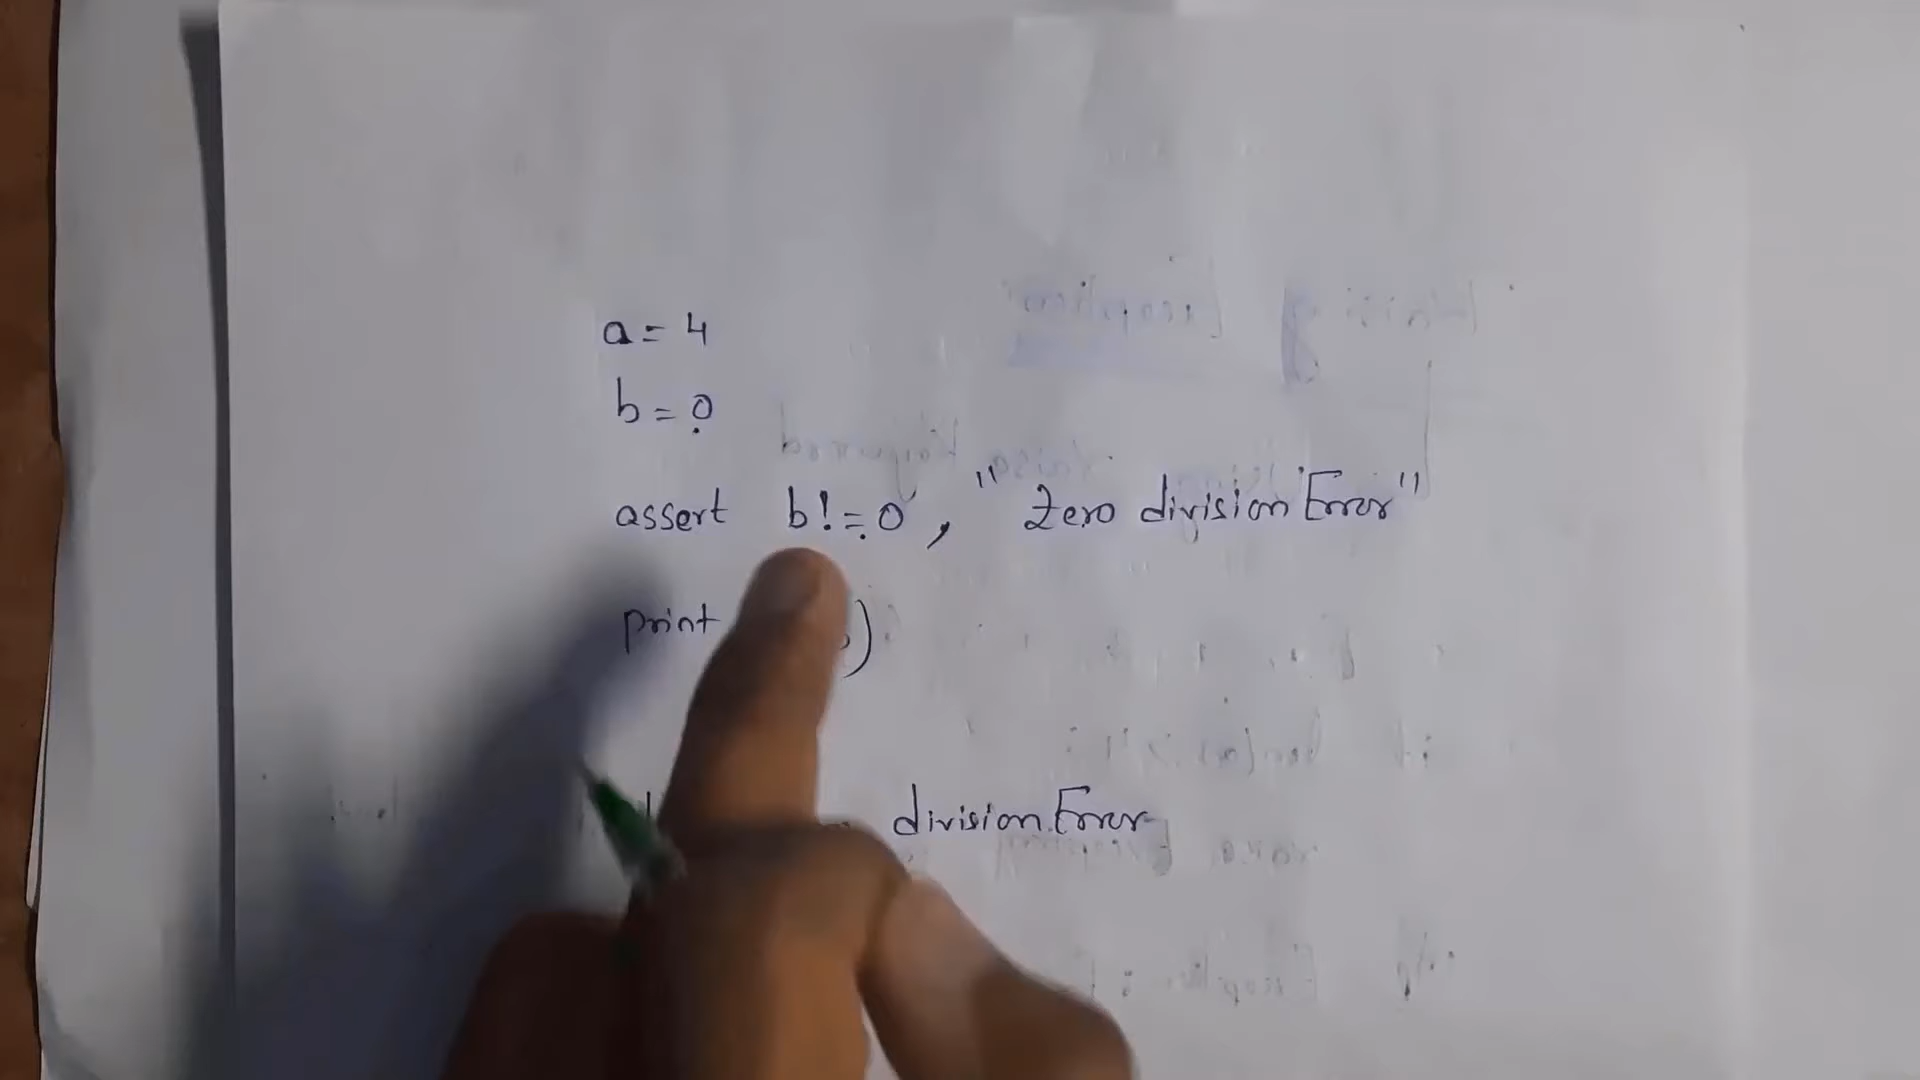 a = 4
b = 0
assert b != 0 , "Zero division Error"
print )
division Error